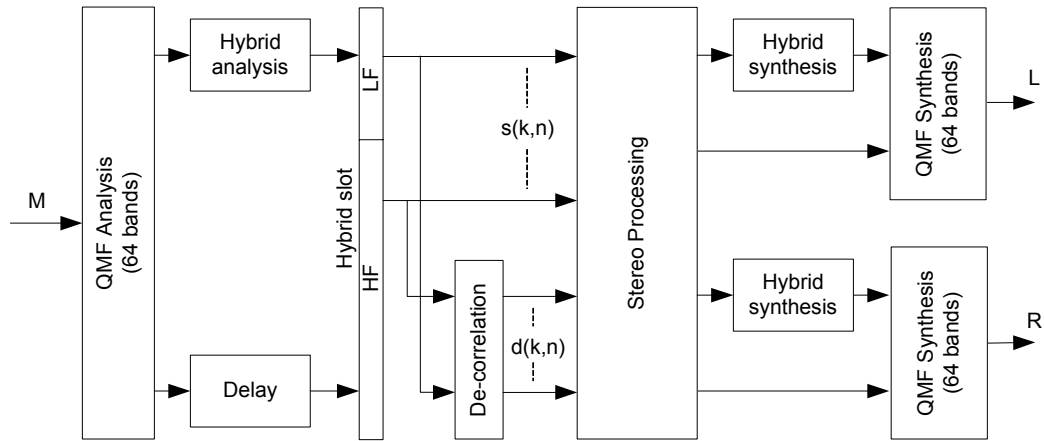 M
QMF Analysis
(64 bands)
Hybrid
analysis
Delay
Hybrid slot
LF
HF
s(k,n)
De-correlation
d(k,n)
Stereo Processing
Hybrid
synthesis
QMF Synthesis
(64 bands)
L
Hybrid
synthesis
QMF Synthesis
(64 bands)
R